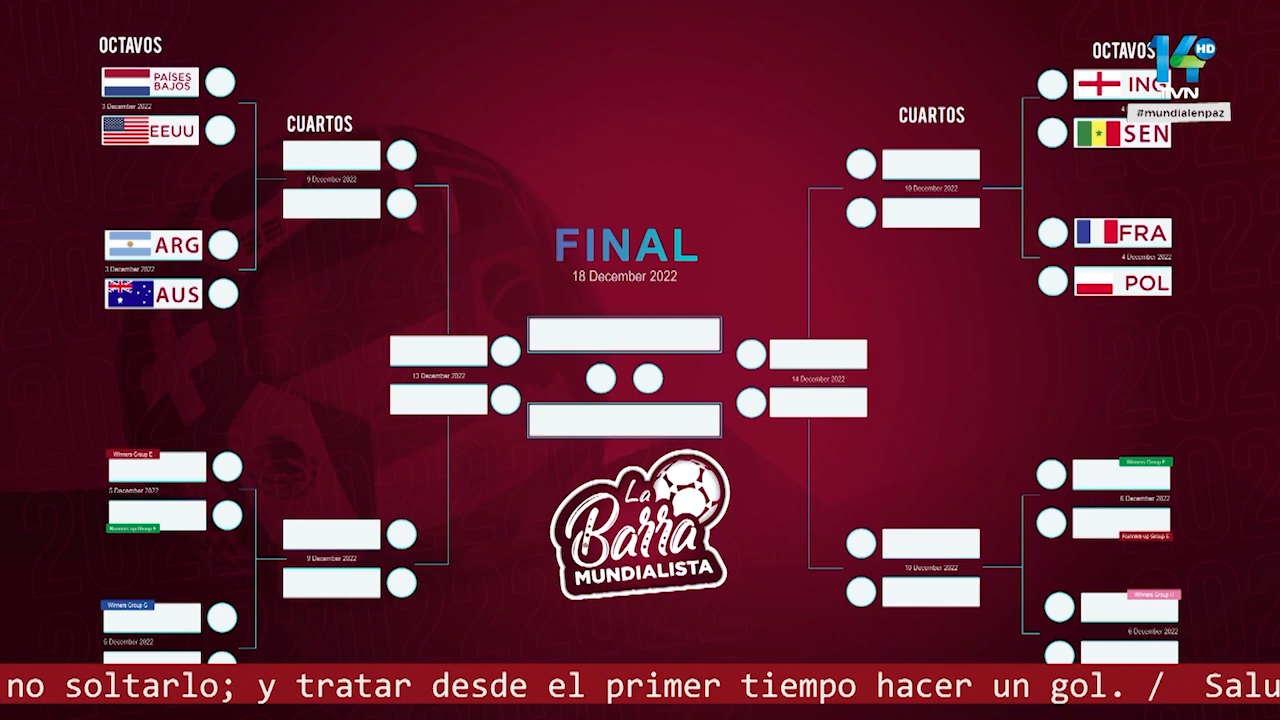 OCTAVOS
PAÍSES
BAJOS
3 December 2022
EEUU
CUARTOS
9 December 2022
ARG
3 December 2022
AUS
FINAL
18 December 2022
13 December 2022
14 December 2022
OCTAVOS
14 HD
TVN
#mundialenpaz
ING
4
SEN
CUARTOS
10 December 2022
FRA
4 December 2022
POL
Winners Group E
5 December 2022
Runners-up Group F
9 December 2022
Winners Group G
6 December 2022
La
Barra
MUNDIALISTA
Winners Group F
6 December 2022
Runners-up Group E
10 December 2022
Winners Group H
6 December 2022
no soltarlo; y tratar desde el primer tiempo hacer un gol. / Salu